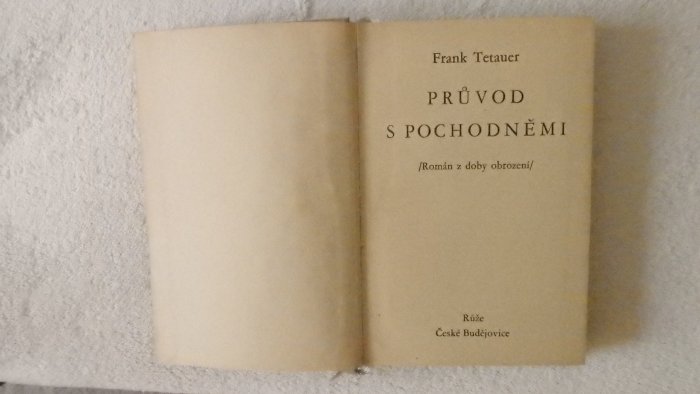 Frank Tetauer
PRŮVOD
S POCHODNĚMI
/Román z doby obrození/
Růže
České Budějovice